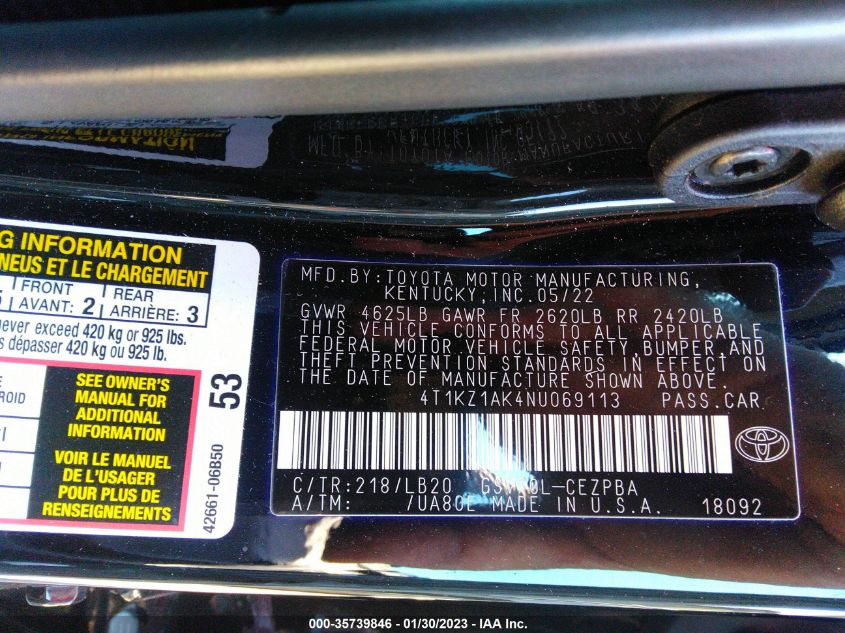 G INFORMATION
NEUS ET LE CHARGEMENT
FRONT
AVANT: 2
REAR
ARRIÈRE: 3
never exceed 420 kg or 925 lbs.
s dépasser 420 kg ou 925 lb.
SEE OWNER'S
MANUAL FOR
ADDITIONAL
INFORMATION
VOIR LE MANUEL
DE L'USAGER
POUR PLUS DE
RENSEIGNEMENTS
53
42661-06B50
MFD.BY:TOYOTA MOTOR MANUFACTURING,
KENTUCKY,INC.05/22
GVWR 4625LB GAWR FR 2620LB RR 2420LB
THIS VEHICLE CONFORMS TO ALL APPLICABLE
FEDERAL MOTOR VEHICLE SAFETY,BUMPER,AND
THEFT PREVENTION STANDARDS IN EFFECT ON
THE DATE OF MANUFACTURE SHOWN ABOVE.
4T1KZ1AK4NU069113 PASS.CAR
C/TR:218/LB20 -CEZPBA
A/TM: /UA80E MADE IN U.S.A. 18092
000-35739846 - 01/30/2023 - IAA Inc.